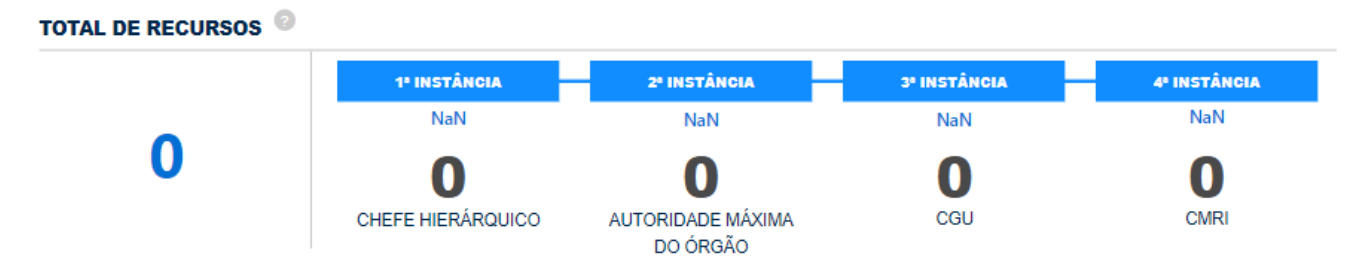 TOTAL DE RECURSOS ?
1ª INSTÂNCIA
2ª INSTÂNCIA
3ª INSTÂNCIA
4ª INSTÂNCIA
NaN
NaN
NaN
NaN
0
0
0
0
0
CHEFE HIERÁRQUICO
AUTORIDADE MÁXIMA
DO ÓRGÃO
CGU
CMRI